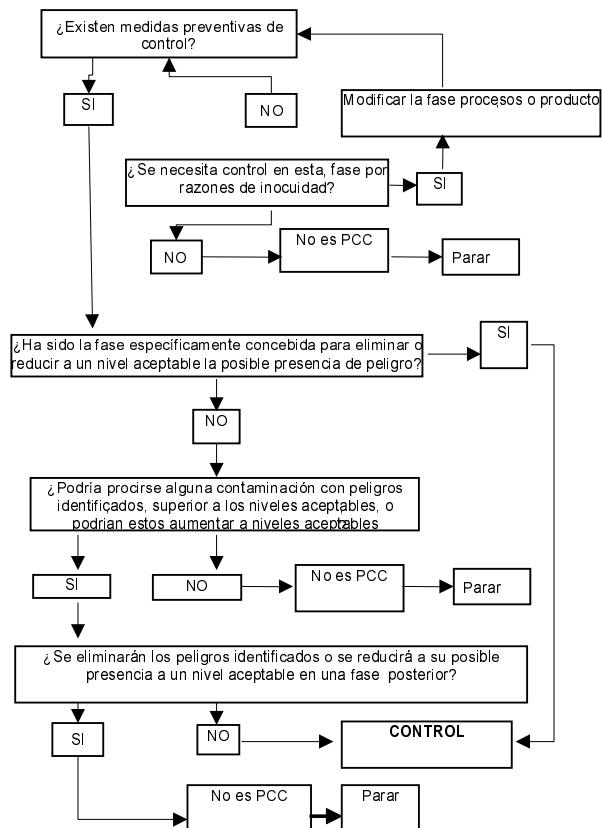 ¿Existen medidas preventivas de
control?
SI
NO
Modificar la fase procesos o producto
¿Se necesita control en esta, fase por
razones de inocuidad?
SI
NO
No es PCC
Parar
¿Ha sido la fase específicamente concebida para eliminar o
reducir a un nivel aceptable la posible presencia de peligro?
SI
NO
¿Podría procirse alguna contaminación con peligros
identificados, superior a los niveles aceptables, o
podrian estos aumentar a niveles aceptables
SI
NO
No es PCC
Parar
¿Se eliminarán los peligros identificados o se reducirá a su posible
presencia a un nivel aceptable en una fase posterior?
SI
NO
CONTROL
No es PCC
Parar